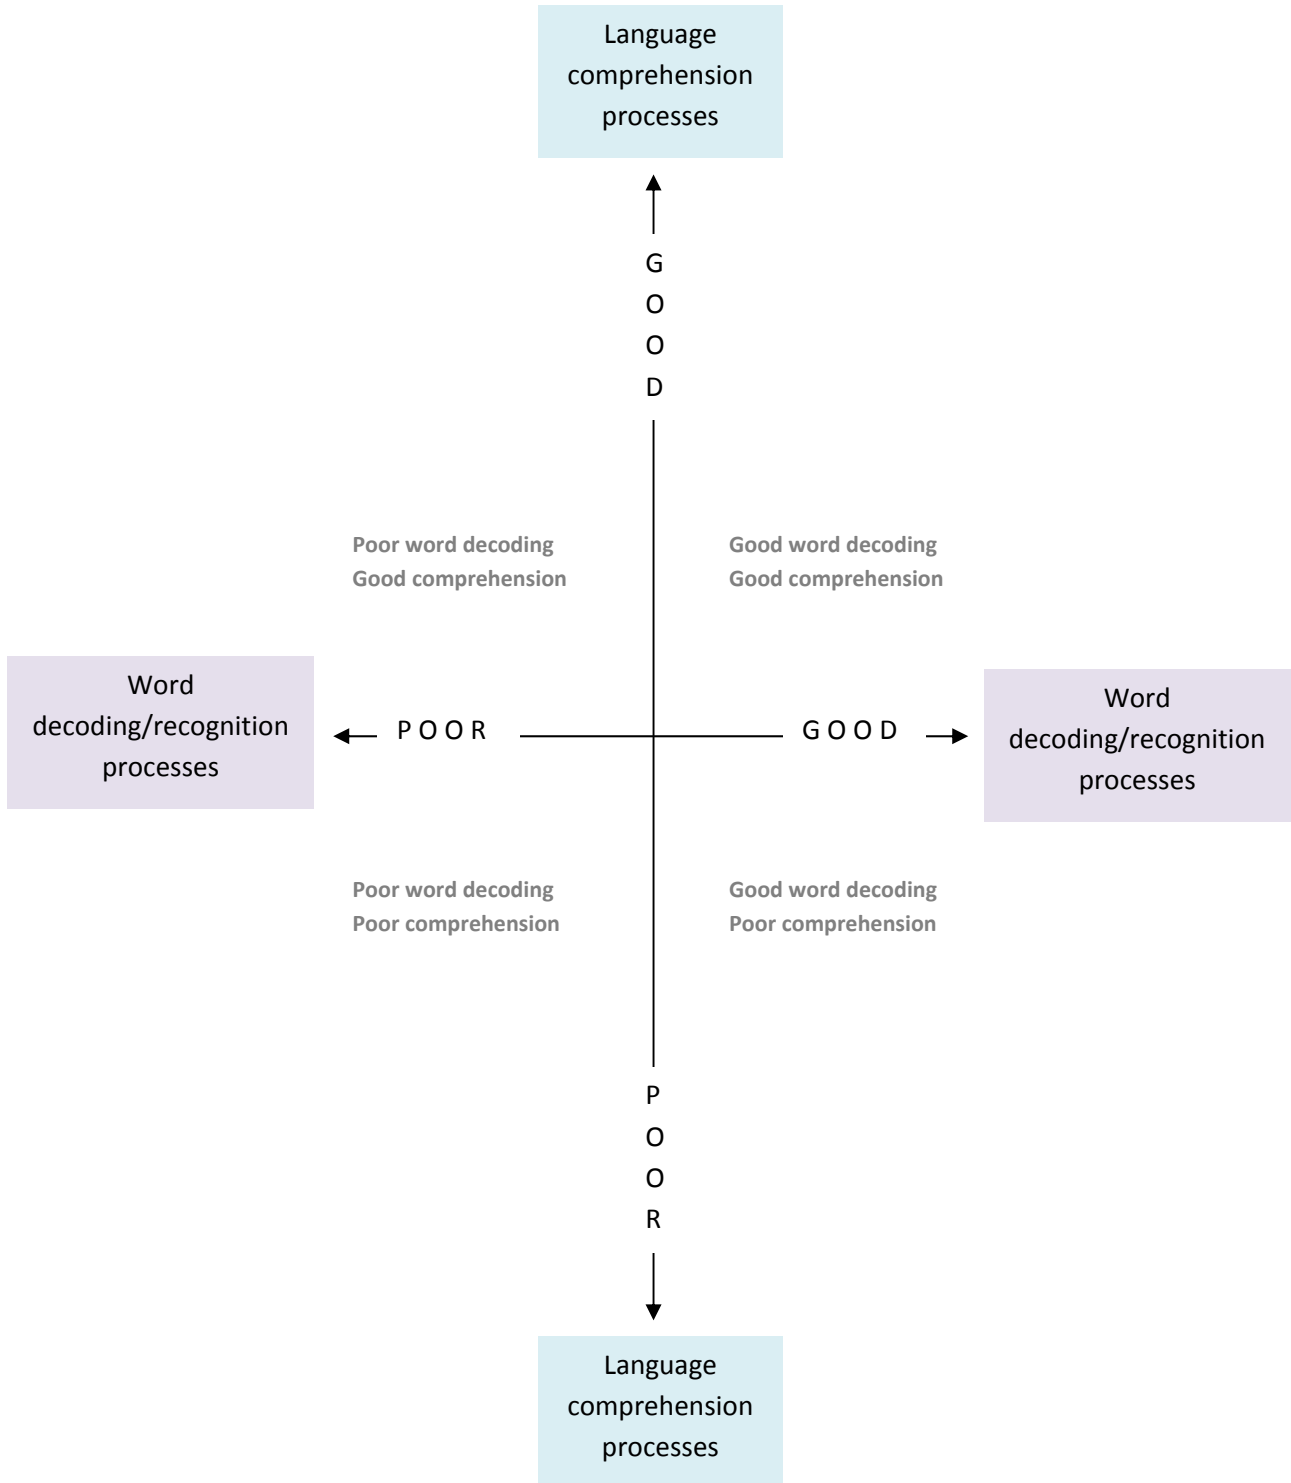 Language
comprehension
processes
G
O
O
D
Poor word decoding
Good comprehension
Good word decoding
Good comprehension
Word
decoding/recognition
processes
P O O R
G O O D
Word
decoding/recognition
processes
Poor word decoding
Poor comprehension
Good word decoding
Poor comprehension
P
O
O
R
Language
comprehension
processes